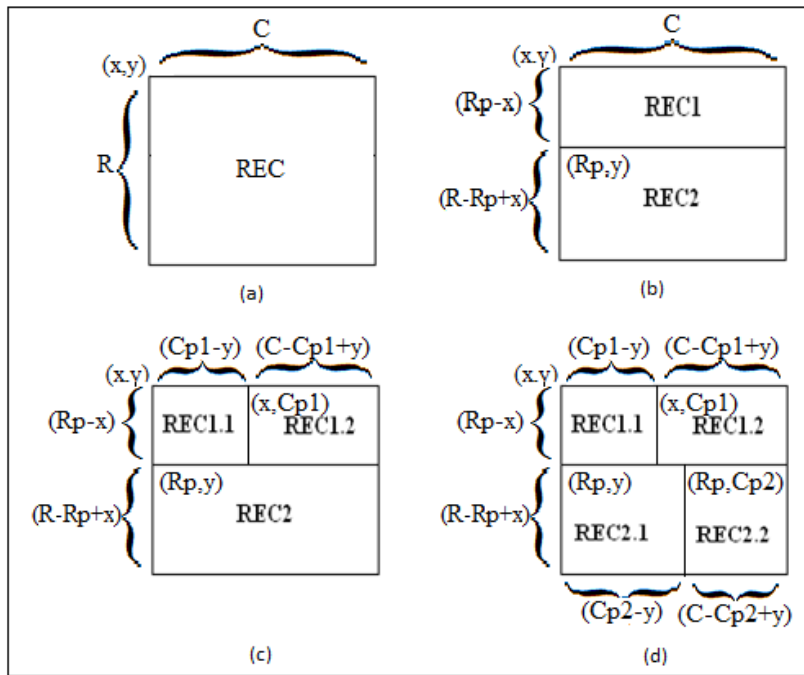 C
(x,y)
R
REC
(a)
C
(x.y)
(Rp-x)
REC1
(Rp,y)
(R-Rp+x)
REC2
(b)
(Cp1-y) (C-Cp1+y)
(x.y)
(x,Cp1)
(Rp-x)
REC1.1 REC1.2
(Rp,y)
(R-Rp+x)
REC2
(c)
(Cp1-y) (C-Cp1+y)
(x.y)
(x,Cp1)
(Rp-x)
REC1.1 REC1.2
(Rp,y) (Rp,Cp2)
(R-Rp+x)
REC2.1 REC2.2
(Cp2-y) (C-Cp2+y)
(d)